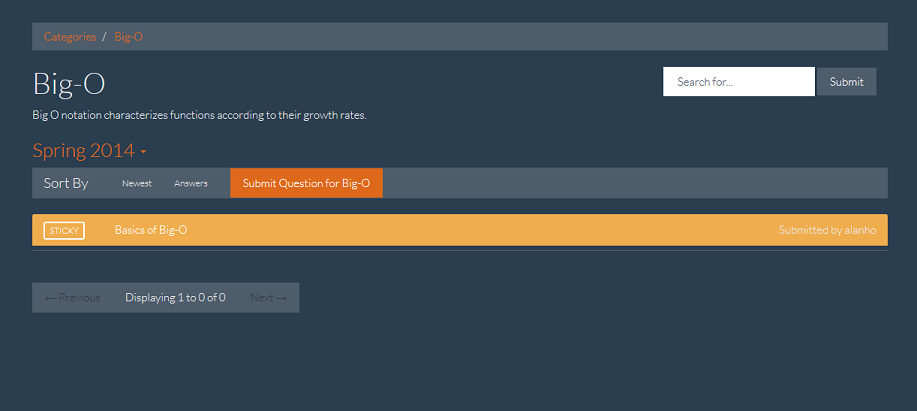 Categories / Big-O
Big-O
Search for...
Submit
Big O notation characterizes functions according to their growth rates.
Spring 2014
Sort By Newest Answers Submit Question for Big-O
STICKY Basics of Big-O Submitted by alanho
← Previous Displaying 1 to 0 of 0 Next →